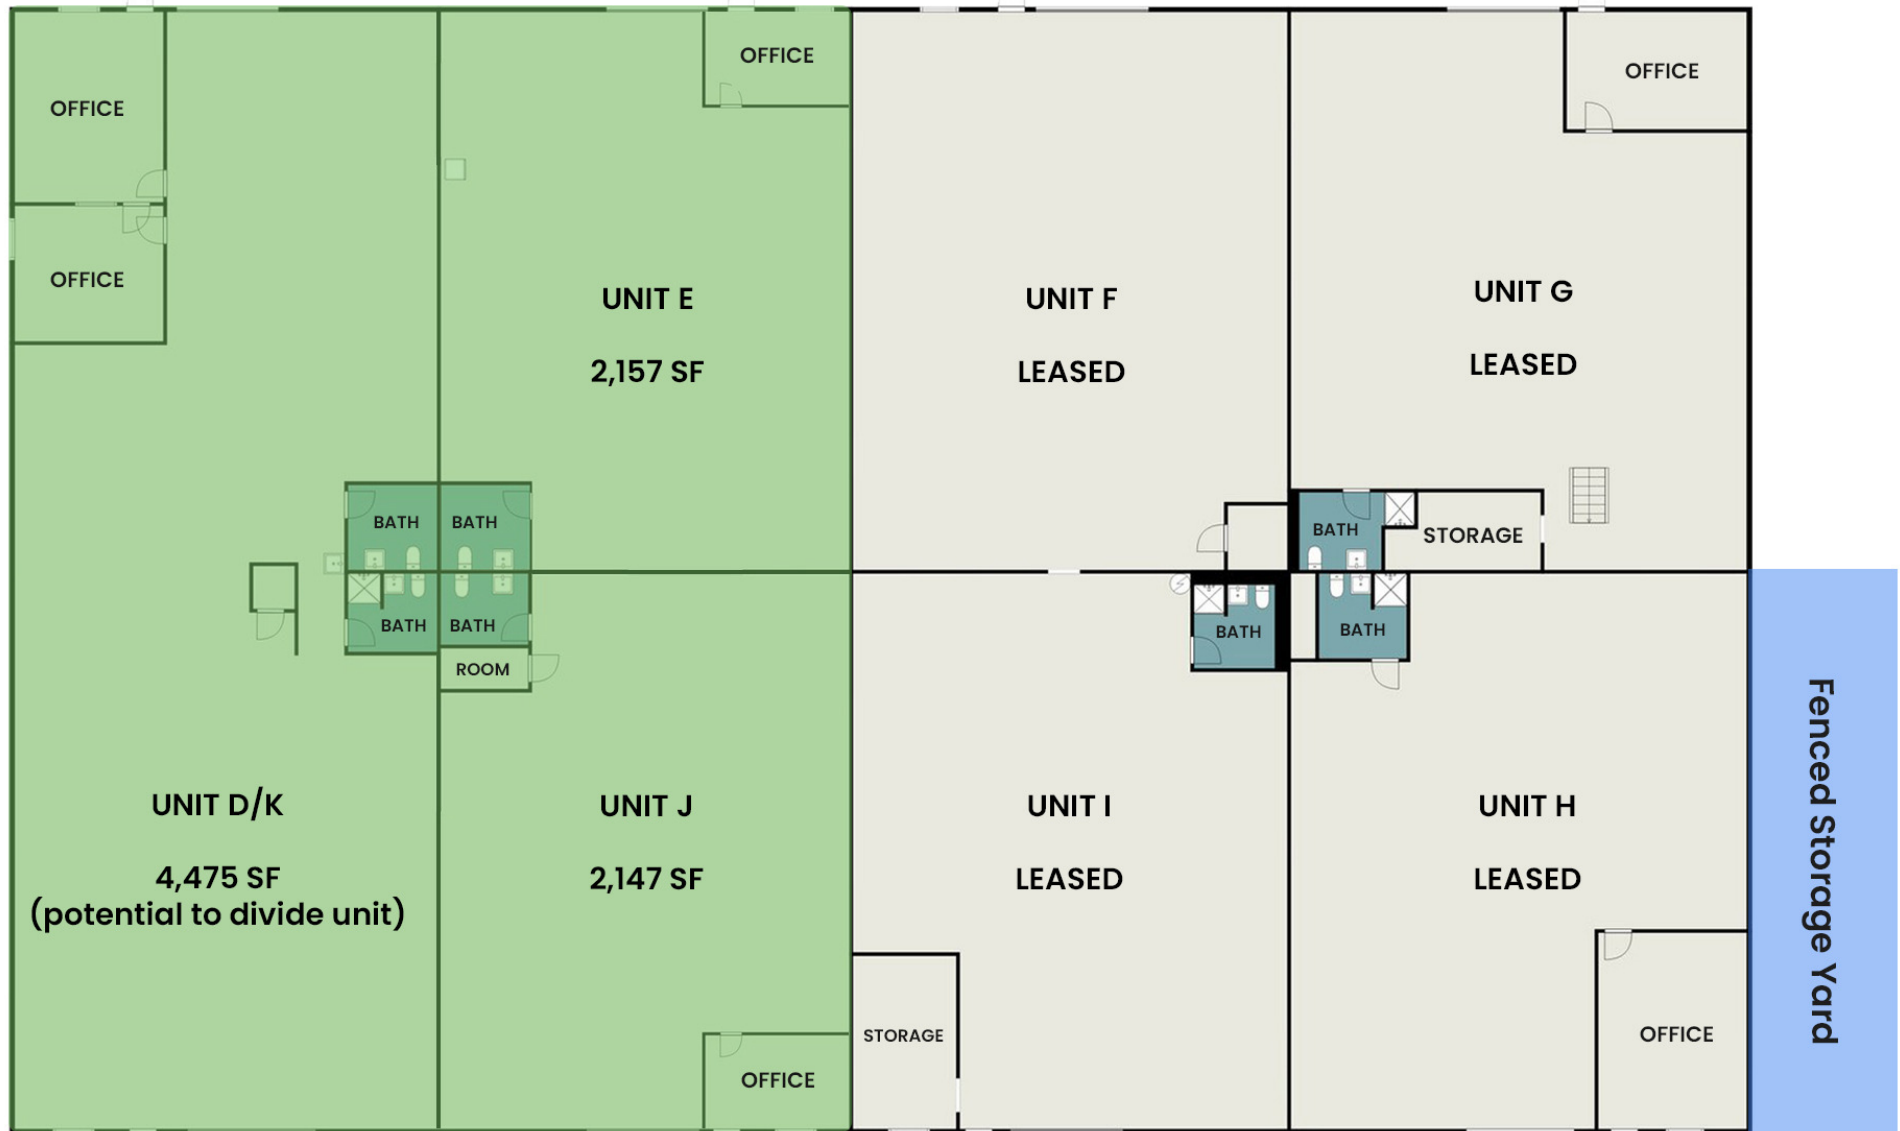 OFFICE
OFFICE
OFFICE
OFFICE
UNIT E
2,157 SF
UNIT F
LEASED
UNIT G
LEASED
BATH
BATH
BATH
STORAGE
BATH
BATH
ROOM
BATH
BATH
UNIT D/K
4,475 SF
(potential to divide unit)
UNIT J
2,147 SF
UNIT I
LEASED
UNIT H
LEASED
Fenced Storage Yard
OFFICE
STORAGE
OFFICE